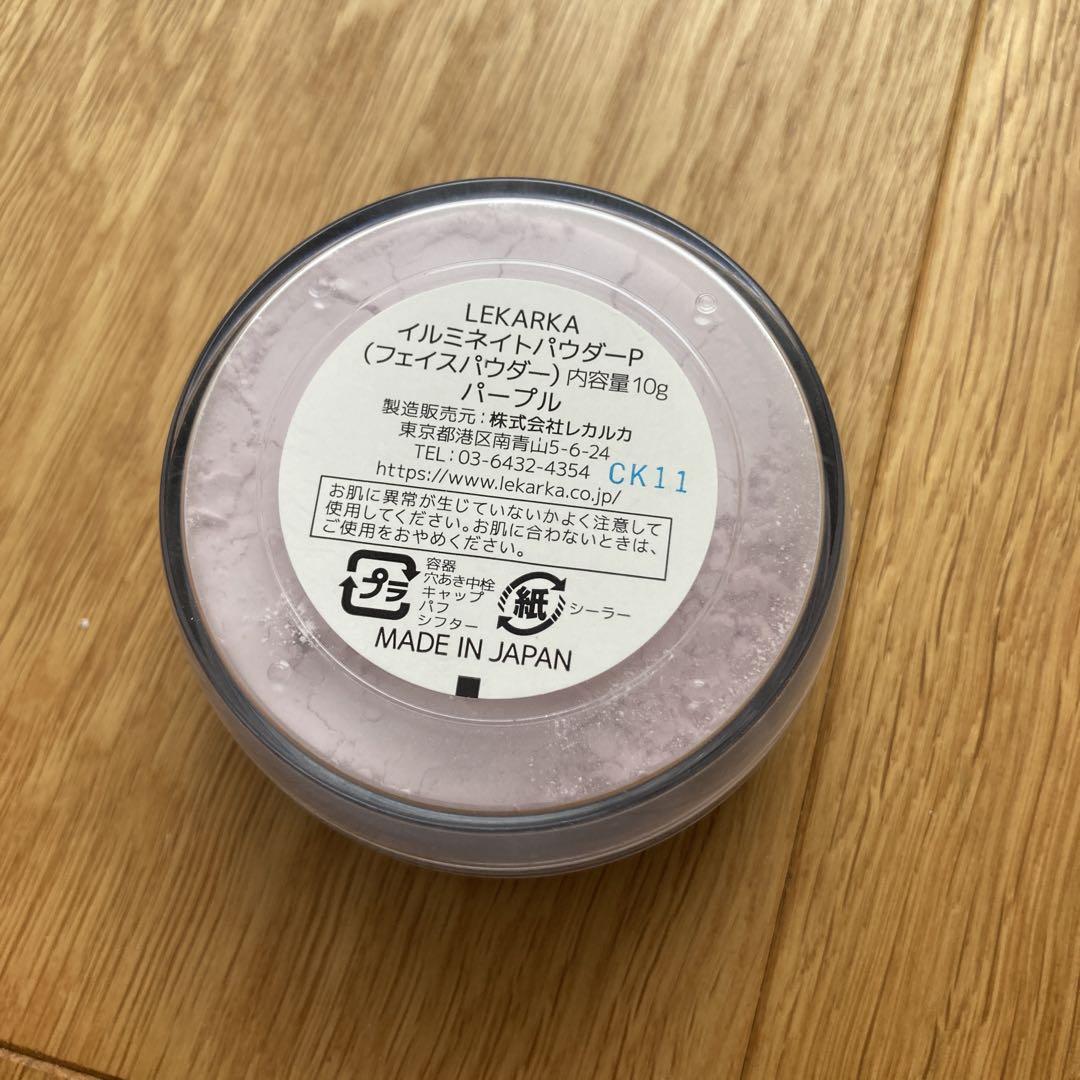 LEKARKA
イルミネイトパウダーP
(フェイスパウダー) 内容量10g
パープル
製造販売元:株式会社レカルカ
東京都港区南青山5-6-24
TEL:03-6432-4354 CK11
https://www.lekarka.co.jp/
お肌に異常が生じていないかよく注意して
使用してください。お肌に合わないときは、
ご使用をおやめください。
プラ
容器
穴あき中栓
キャップ
パフ
シフター
紙 シーラー
MADE IN JAPAN